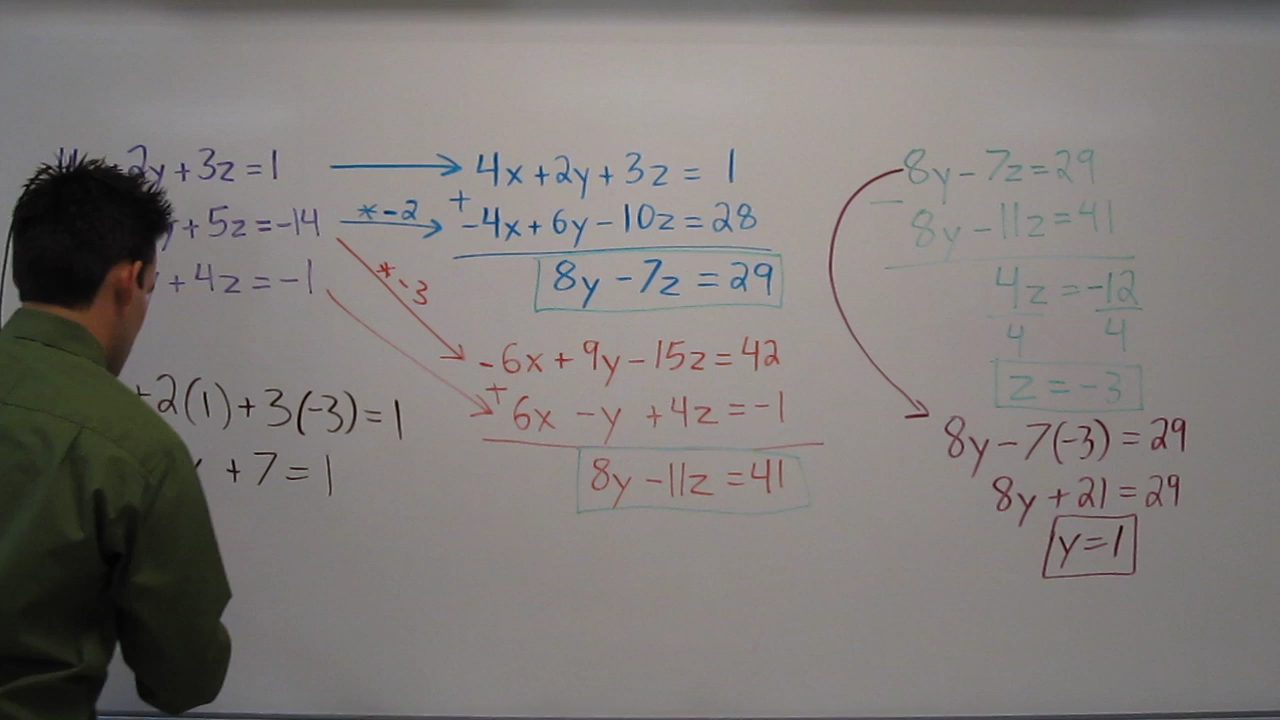 2y+3z=1
+5z=-14
+4z=-1
+2(1)+3(-3)=1
+7=1
*-2
*-3
4x+2y+3z=1
+
-4x+6y-10z=28
8y-7z=29
-6x+9y-15z=42
+
6x-y+4z=-1
8y-11z=41
8y-7z=29
-
8y-11z=41
4z=-12
4 4
z=-3
8y-7(-3)=29
8y+21=29
y=1